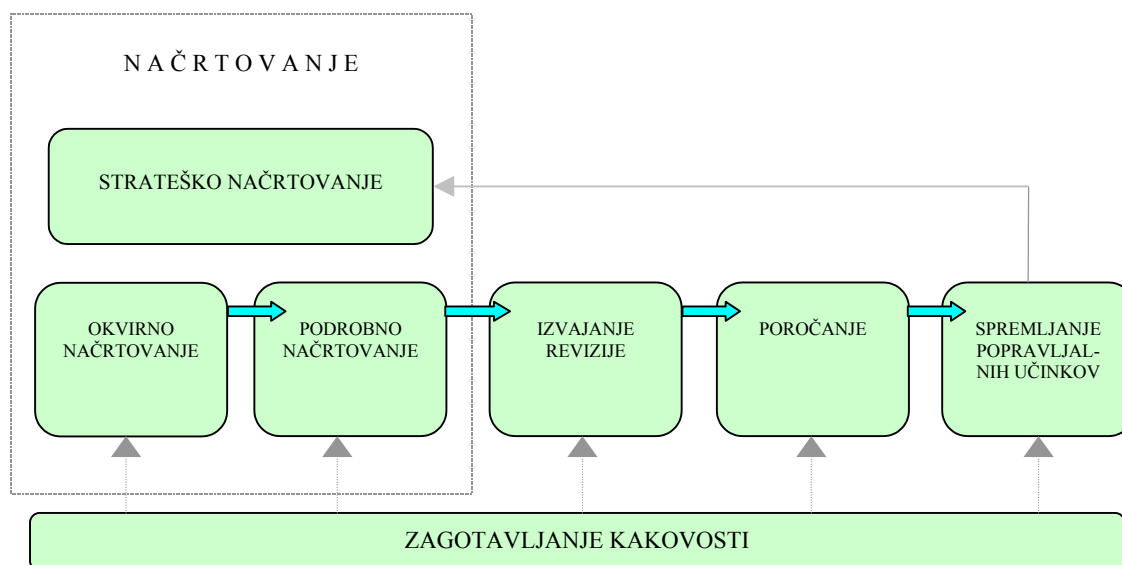 N A Č R T O V A N J E
STRATEŠKO NAČRTOVANJE
OKVIRNO
NAČRTOVANJE
PODROBNO
NAČRTOVANJE
IZVAJANJE
REVIZIJE
POROČANJE
SPREMLJANJE
POPRAVLJAL-
NIH UČINKOV
ZAGOTAVLJANJE KAKOVOSTI